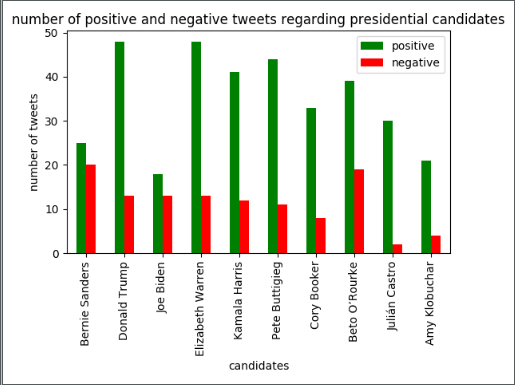 number of positive and negative tweets regarding presidential candidates
positive
negative
number of tweets
50
40
30
20
10
0
Bernie Sanders
Donald Trump
Joe Biden
Elizabeth Warren
Kamala Harris
Pete Buttigieg
Cory Booker
Beto O'Rourke
Julián Castro
Amy Klobuchar
candidates